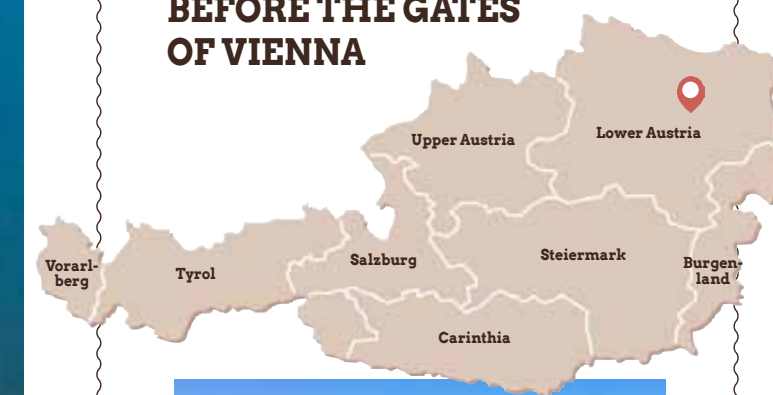 BEFORE THE GATES
OF VIENNA
Upper Austria
Lower Austria
Vorarl-
berg
Tyrol
Salzburg
Steiermark
Burgen-
land
Carinthia